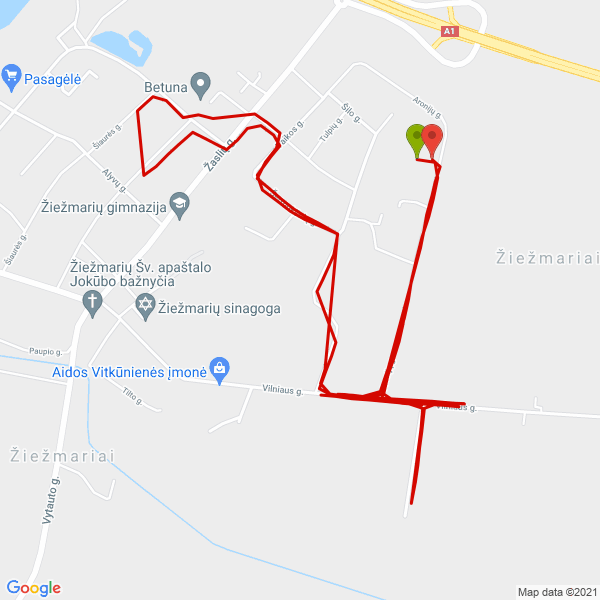 A1
Pasagėlė
Betuna
Aronijų g.
Šilo g.
Tulpių g.
Šiaurės g.
Žaslių g.
Alyvų g.
Žiežmarių gimnazija
Šiaurės g.
Žiežmariai
Žiežmarių Šv. apaštalo
Jokūbo bažnyčia
Žiežmarių sinagoga
Paupio g.
Aidos Vitkūnienės įmonė
Vilniaus g.
Tilto g.
Vilniaus g.
Žiežmariai
Vytauto g.
Google
Map data ©2021